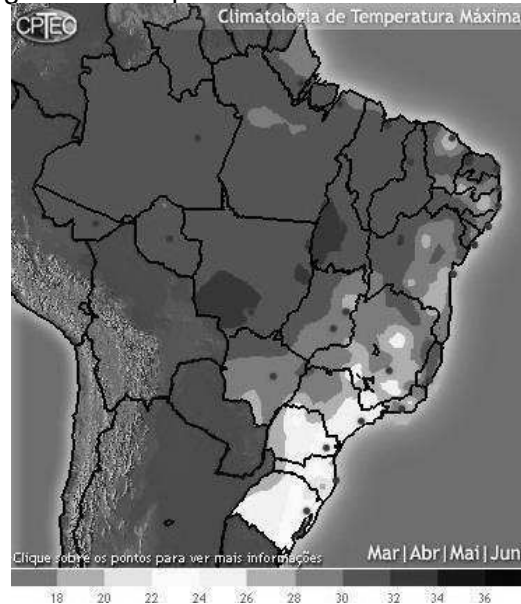 CPTEC
Climatologia de Temperatura Máxima
Clique sobre os pontos para ver mais informações
Mar|Abr|Mai|Jun
18 20 22 24 26 28 30 32 34 36